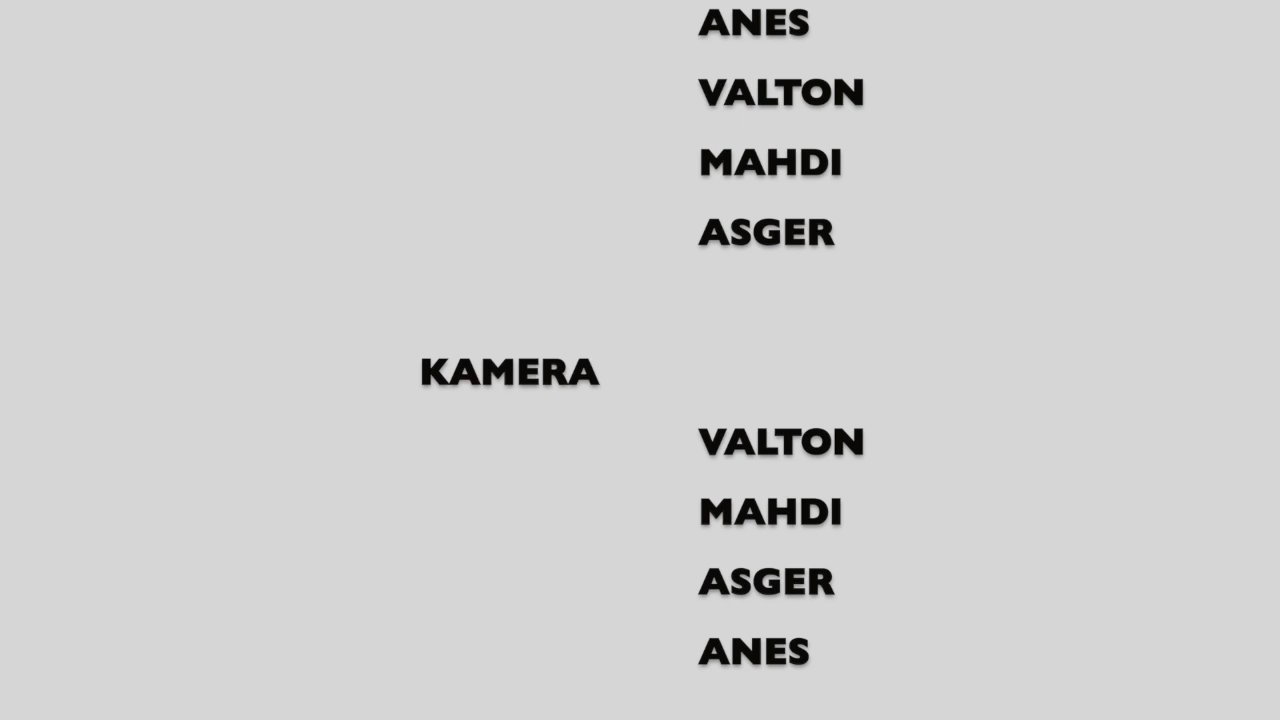 ANES
VALTON
MAHDI
ASGER
KAMERA
VALTON
MAHDI
ASGER
ANES